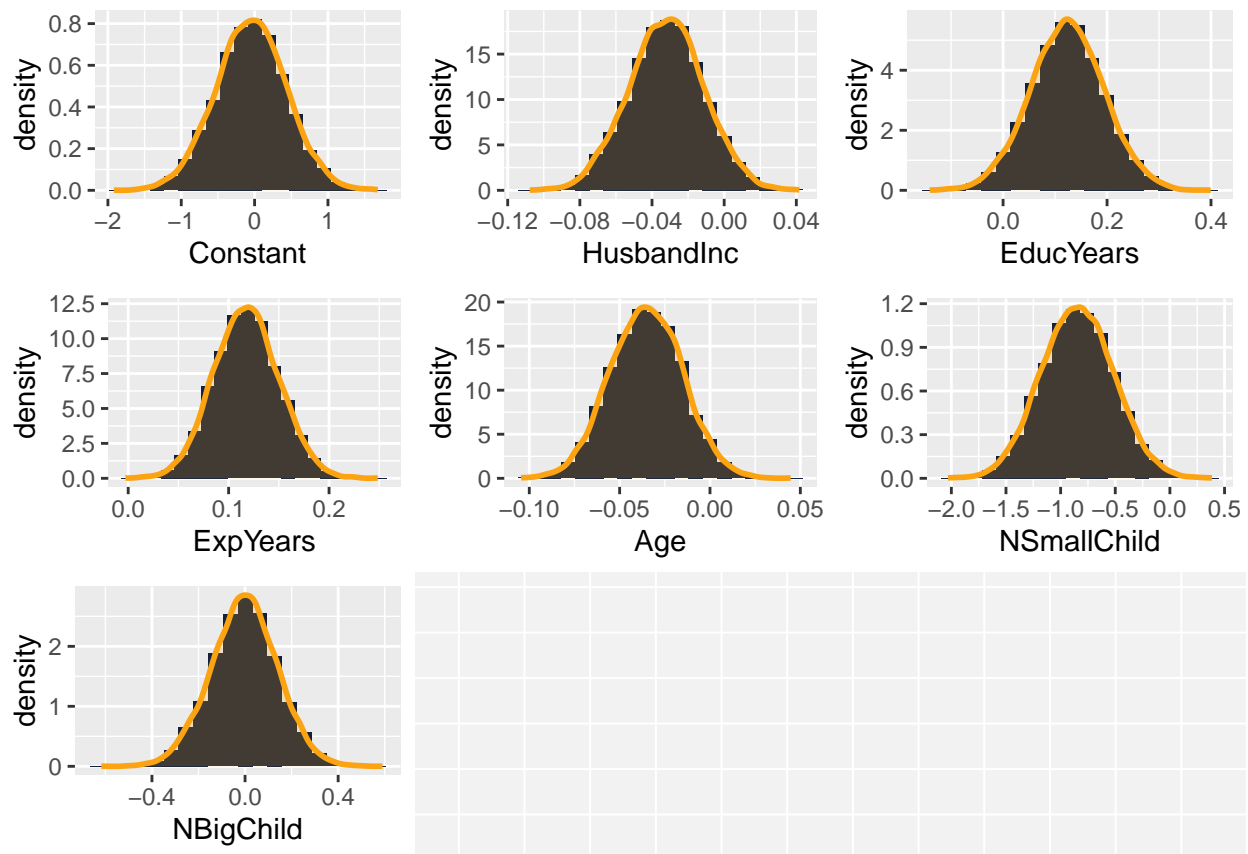 density
0.8
0.6
0.4
0.2
0.0
−2 −1 0 1
Constant
density
15
10
5
0
−0.12 −0.08 −0.04 0.00 0.04
HusbandInc
density
4
2
0
0.0 0.2 0.4
EducYears
density
12.5
10.0
7.5
5.0
2.5
0.0
0.0 0.1 0.2
ExpYears
density
20
15
10
5
0
−0.10 −0.05 0.00 0.05
Age
density
1.2
0.9
0.6
0.3
0.0
−2.0 −1.5 −1.0 −0.5 0.0 0.5
NSmallChild
density
2
1
0
−0.4 0.0 0.4
NBigChild